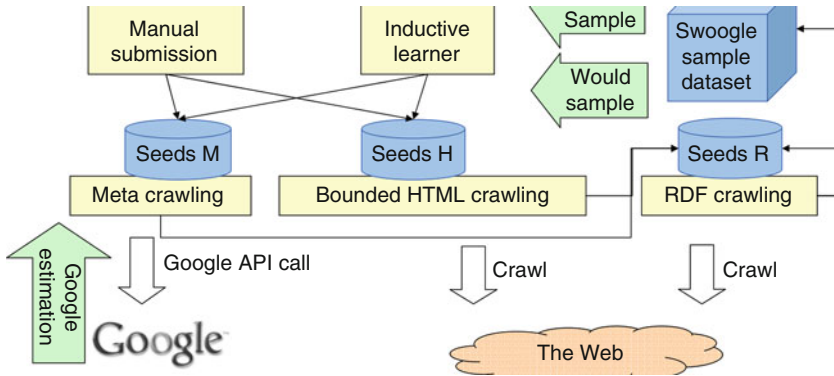 Manual
submission
Inductive
learner
Sample
Would
sample
Swoogle
sample
dataset
Seeds M
Seeds H
Seeds R
Meta crawling
Bounded HTML crawling
RDF crawling
Google
estimation
Google API call
Crawl
Crawl
Google™
The Web